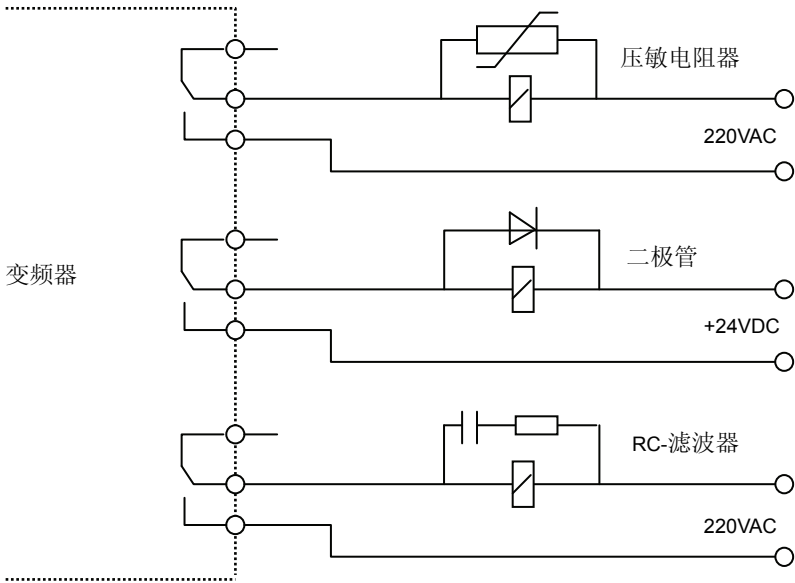 压敏电阻器
220VAC
变频器
二极管
+24VDC
RC-滤波器
220VAC